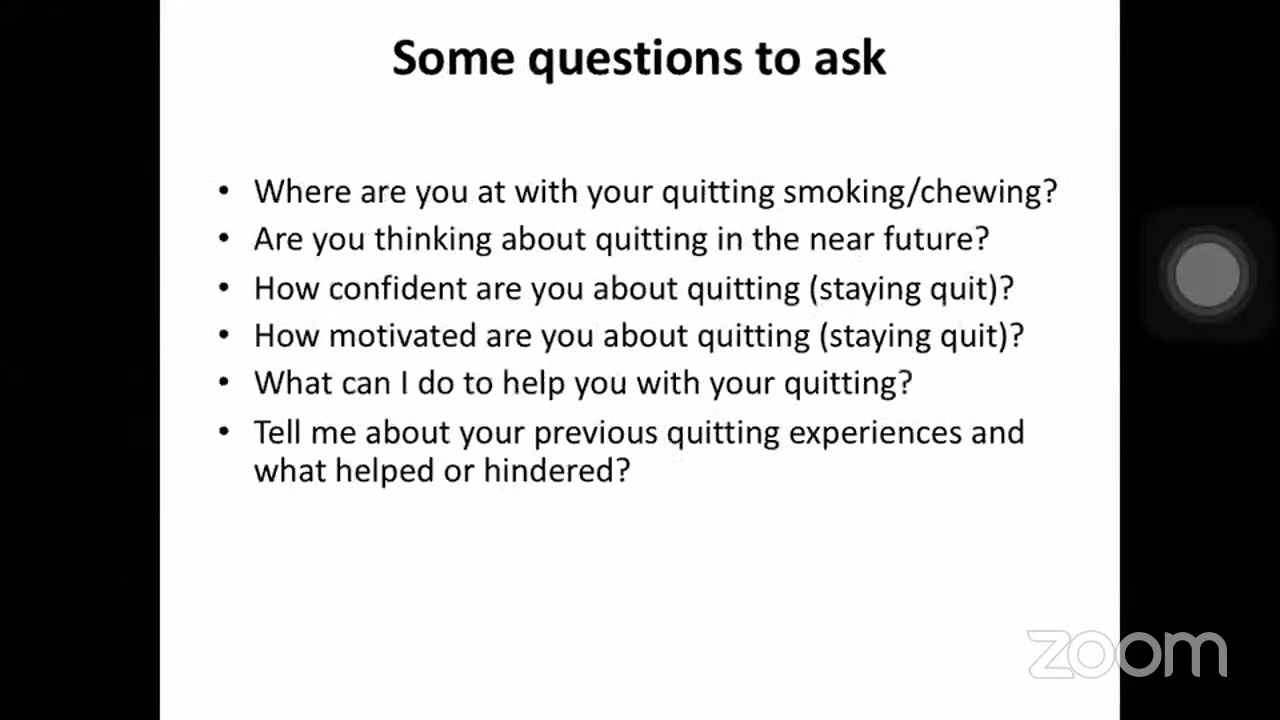 Some questions to ask
• Where are you at with your quitting smoking/chewing?
• Are you thinking about quitting in the near future?
• How confident are you about quitting (staying quit)?
• How motivated are you about quitting (staying quit)?
• What can I do to help you with your quitting?
• Tell me about your previous quitting experiences and
what helped or hindered?
zoom